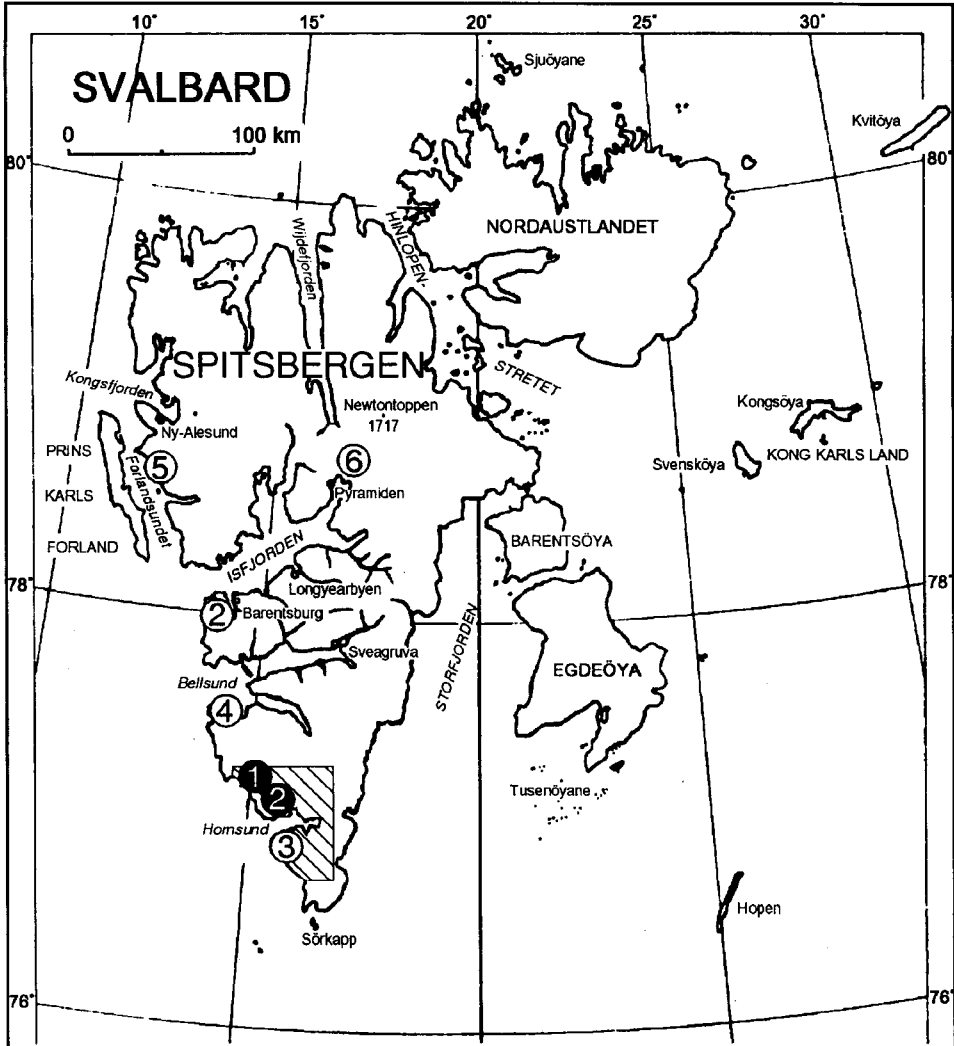 10° 15° 20° 25° 30°
SVALBARD
0 100 km
Sjuöyane
Kvitöya
80° 80°
NORDAUSTLANDET
Wijdefjorden
HINLOPEN-
STRETET
SPITSBERGEN
Kongsfjorden
Newtontoppen
1717
Ny-Alesund
Kongsöya
KONG KARLS LAND
Svensköya
PRINS
KARLS
FORLAND
Forlandsundet
5
6
Pyramiden
ISFJORDEN
BARENTSÖYA
78° 78°
Longyearbyen
2
Barentsburg
Sveagruva
STORFJORDEN
EGDEÖYA
Bellsund
4
1
2
Tusenöyane
Hornsund
3
Hopen
Sörkapp
76° 76°